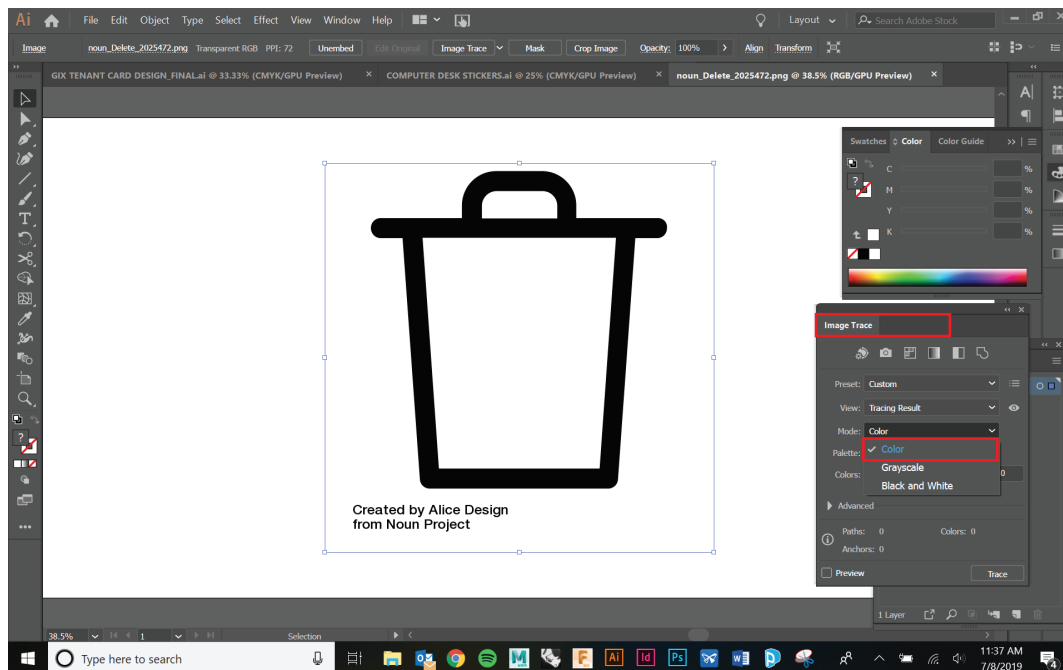 Ai File Edit Object Type Select Effect View Window Help Layout Search Adobe Stock
Image noun_Delete_2025472.png Transparent RGB PPI: 72 Unembed Edit Original Image Trace Mask Crop Image Opacity: 100% Align Transform
GIX TENANT CARD DESIGN_FINAL.ai @ 33.33% (CMYK/GPU Preview) × COMPUTER DESK STICKERS.ai @ 25% (CMYK/GPU Preview) × noun_Delete_2025472.png @ 38.5% (RGB/GPU Preview) ×
Swatches Color Color Guide
C %
M %
Y %
K %
Image Trace
Preset: Custom
View: Tracing Result
Mode: Color
Palette: Color
Grayscale
Colors: 0
Black and White
Advanced
Paths: 0 Colors: 0
Anchors: 0
Preview Trace
Created by Alice Design
from Noun Project
1 Layer
38.5% 1 Selection
Type here to search Ai Id Ps 11:37 AM
7/8/2019